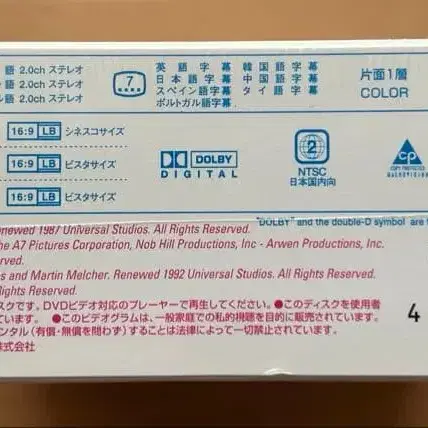 語 2.0ch ステレオ
語 2.0ch ステレオ
ル語 2.0ch ステレオ
7
英語字幕 韓国語字幕
日本語字幕 中国語字幕
スペイン語字幕 タイ語字幕
ポルトガル語字幕
片面1層
COLOR
16:9 LB シネスコサイズ
16:9 LB ビスタサイズ
16:9 LB ビスタサイズ
DOLBY
DIGITAL
2
NTSC
日本国内向
cp
COPY PROTECTED
MACROVISION
"DOLBY" and the double-D symbol are
enewed 1987 Universal Studios. All Rights Reserved.
he A7 Pictures Corporation, Nob Hill Productions, Inc - Arwen Productions, Inc.
erved.
s and Martin Melcher. Renewed 1992 Universal Studios. All Rights Reserved.
ights Reserved.
スクです。DVDビデオ対応のプレーヤーで再生してください。●このディスクを使用者
ています。 ●このビデオグラムは、一般家庭での私的視聴を目的に販売されています。
ンタル(有償・無償を問わず)することは法律によって一切禁止されています。
株式会社
4